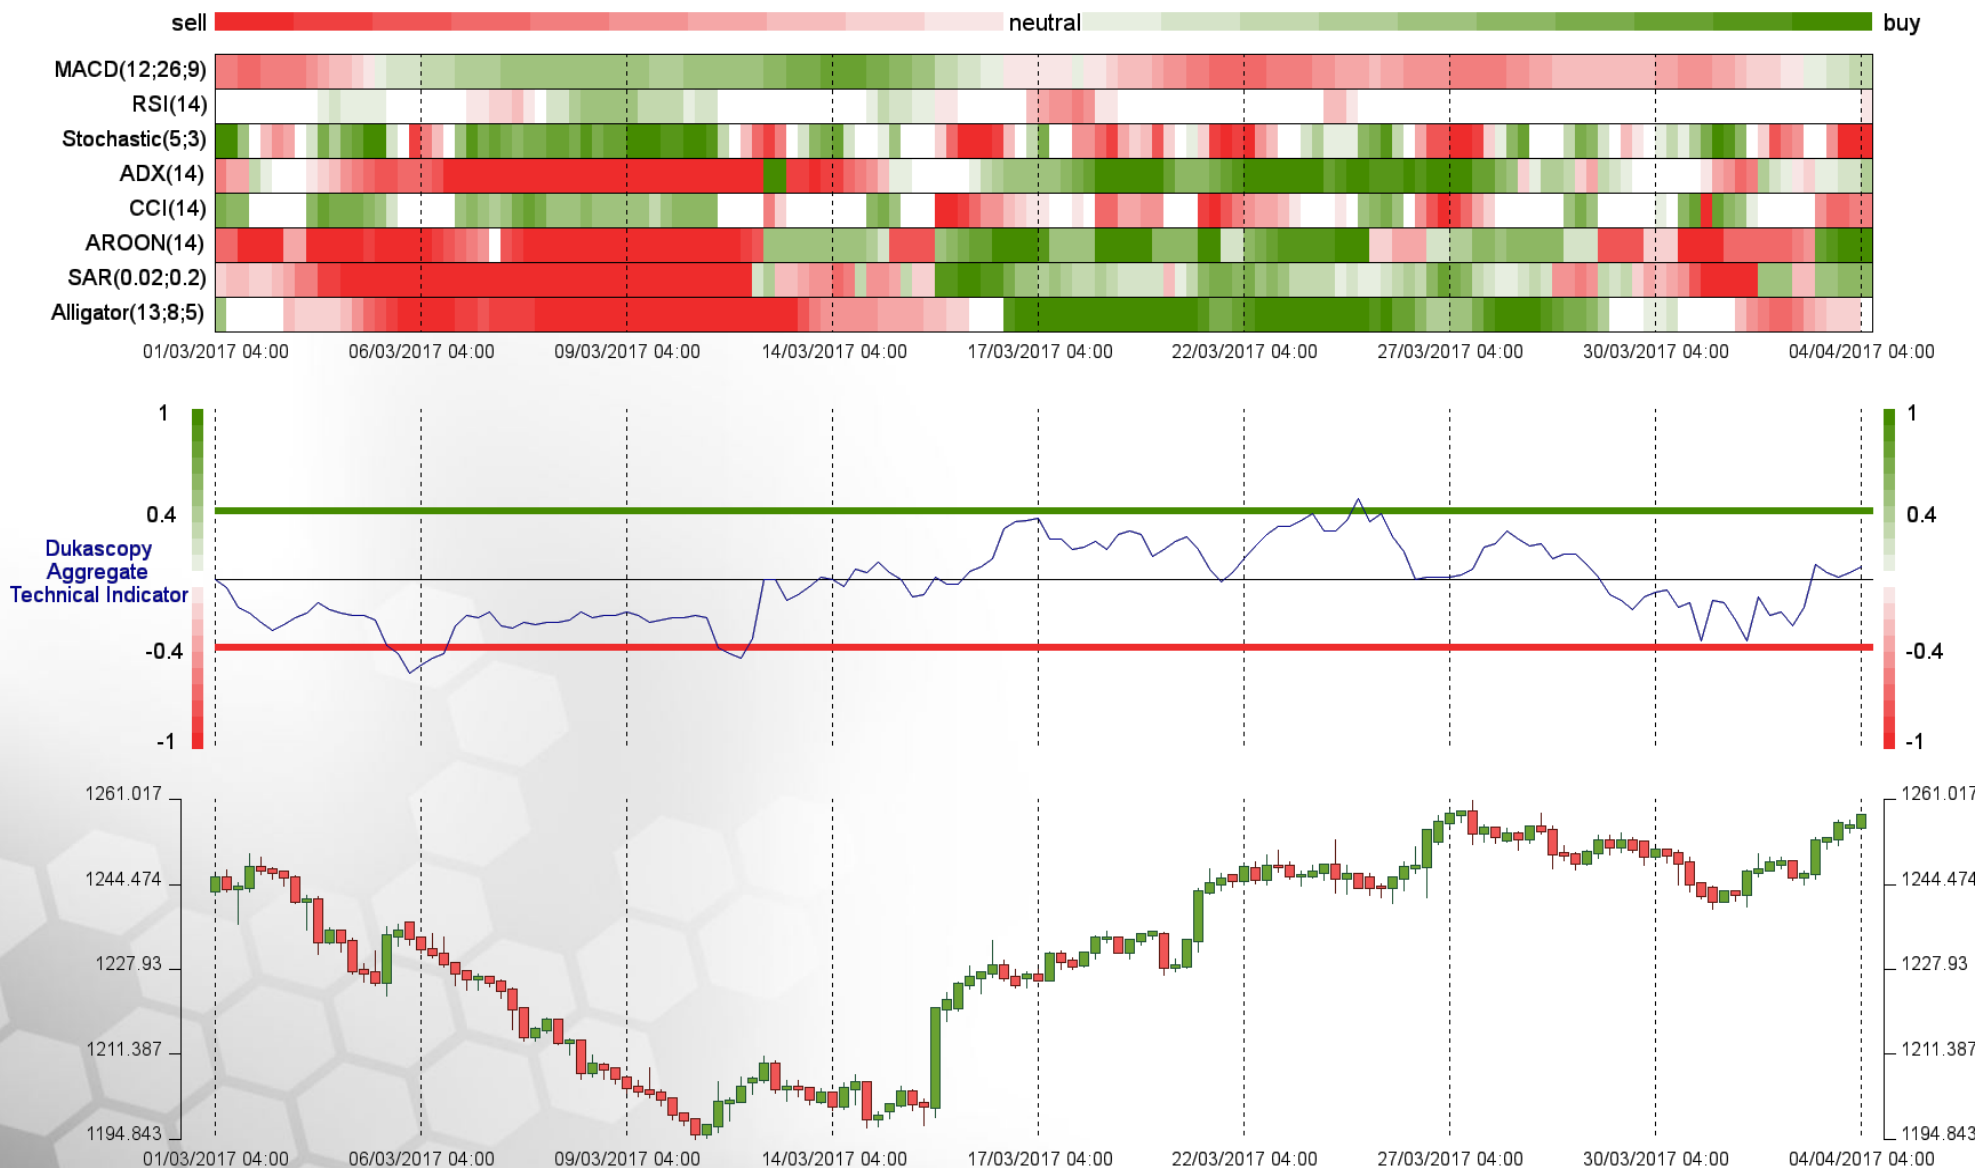 sell neutral buy
MACD(12;26;9)
RSI(14)
Stochastic(5;3)
ADX(14)
CCI(14)
AROON(14)
SAR(0.02;0.2)
Alligator(13;8;5)
01/03/2017 04:00 06/03/2017 04:00 09/03/2017 04:00 14/03/2017 04:00 17/03/2017 04:00 22/03/2017 04:00 27/03/2017 04:00 30/03/2017 04:00 04/04/2017 04:00
1 1
0.4 0.4
Dukascopy
Aggregate
Technical Indicator
-0.4 -0.4
-1 -1
1261.017 1261.017
1244.474 1244.474
1227.93 1227.93
1211.387 1211.387
1194.843 1194.843
01/03/2017 04:00 06/03/2017 04:00 09/03/2017 04:00 14/03/2017 04:00 17/03/2017 04:00 22/03/2017 04:00 27/03/2017 04:00 30/03/2017 04:00 04/04/2017 04:00